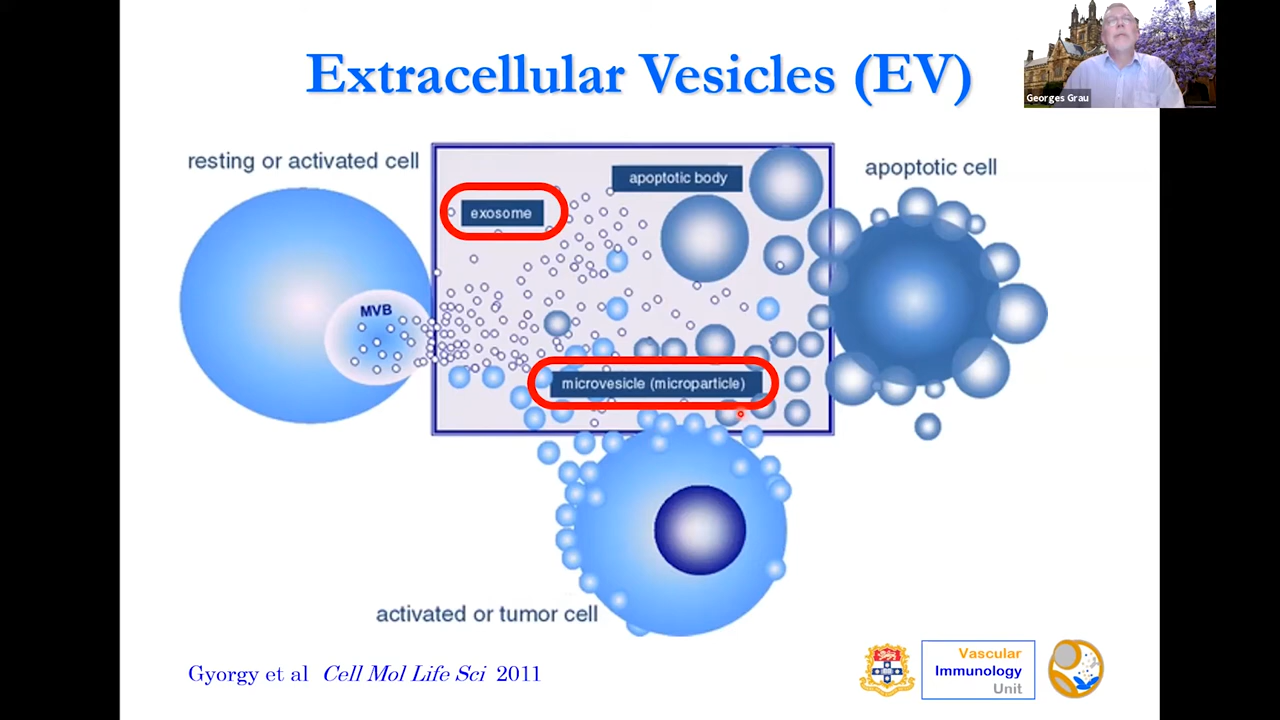 Extracellular Vesicles (EV)
Georges Grau
resting or activated cell
apoptotic body
apoptotic cell
exosome
MVB
microvesicle (microparticle)
activated or tumor cell
Gyorgy et al Cell Mol Life Sci 2011
Vascular
Immunology
Unit